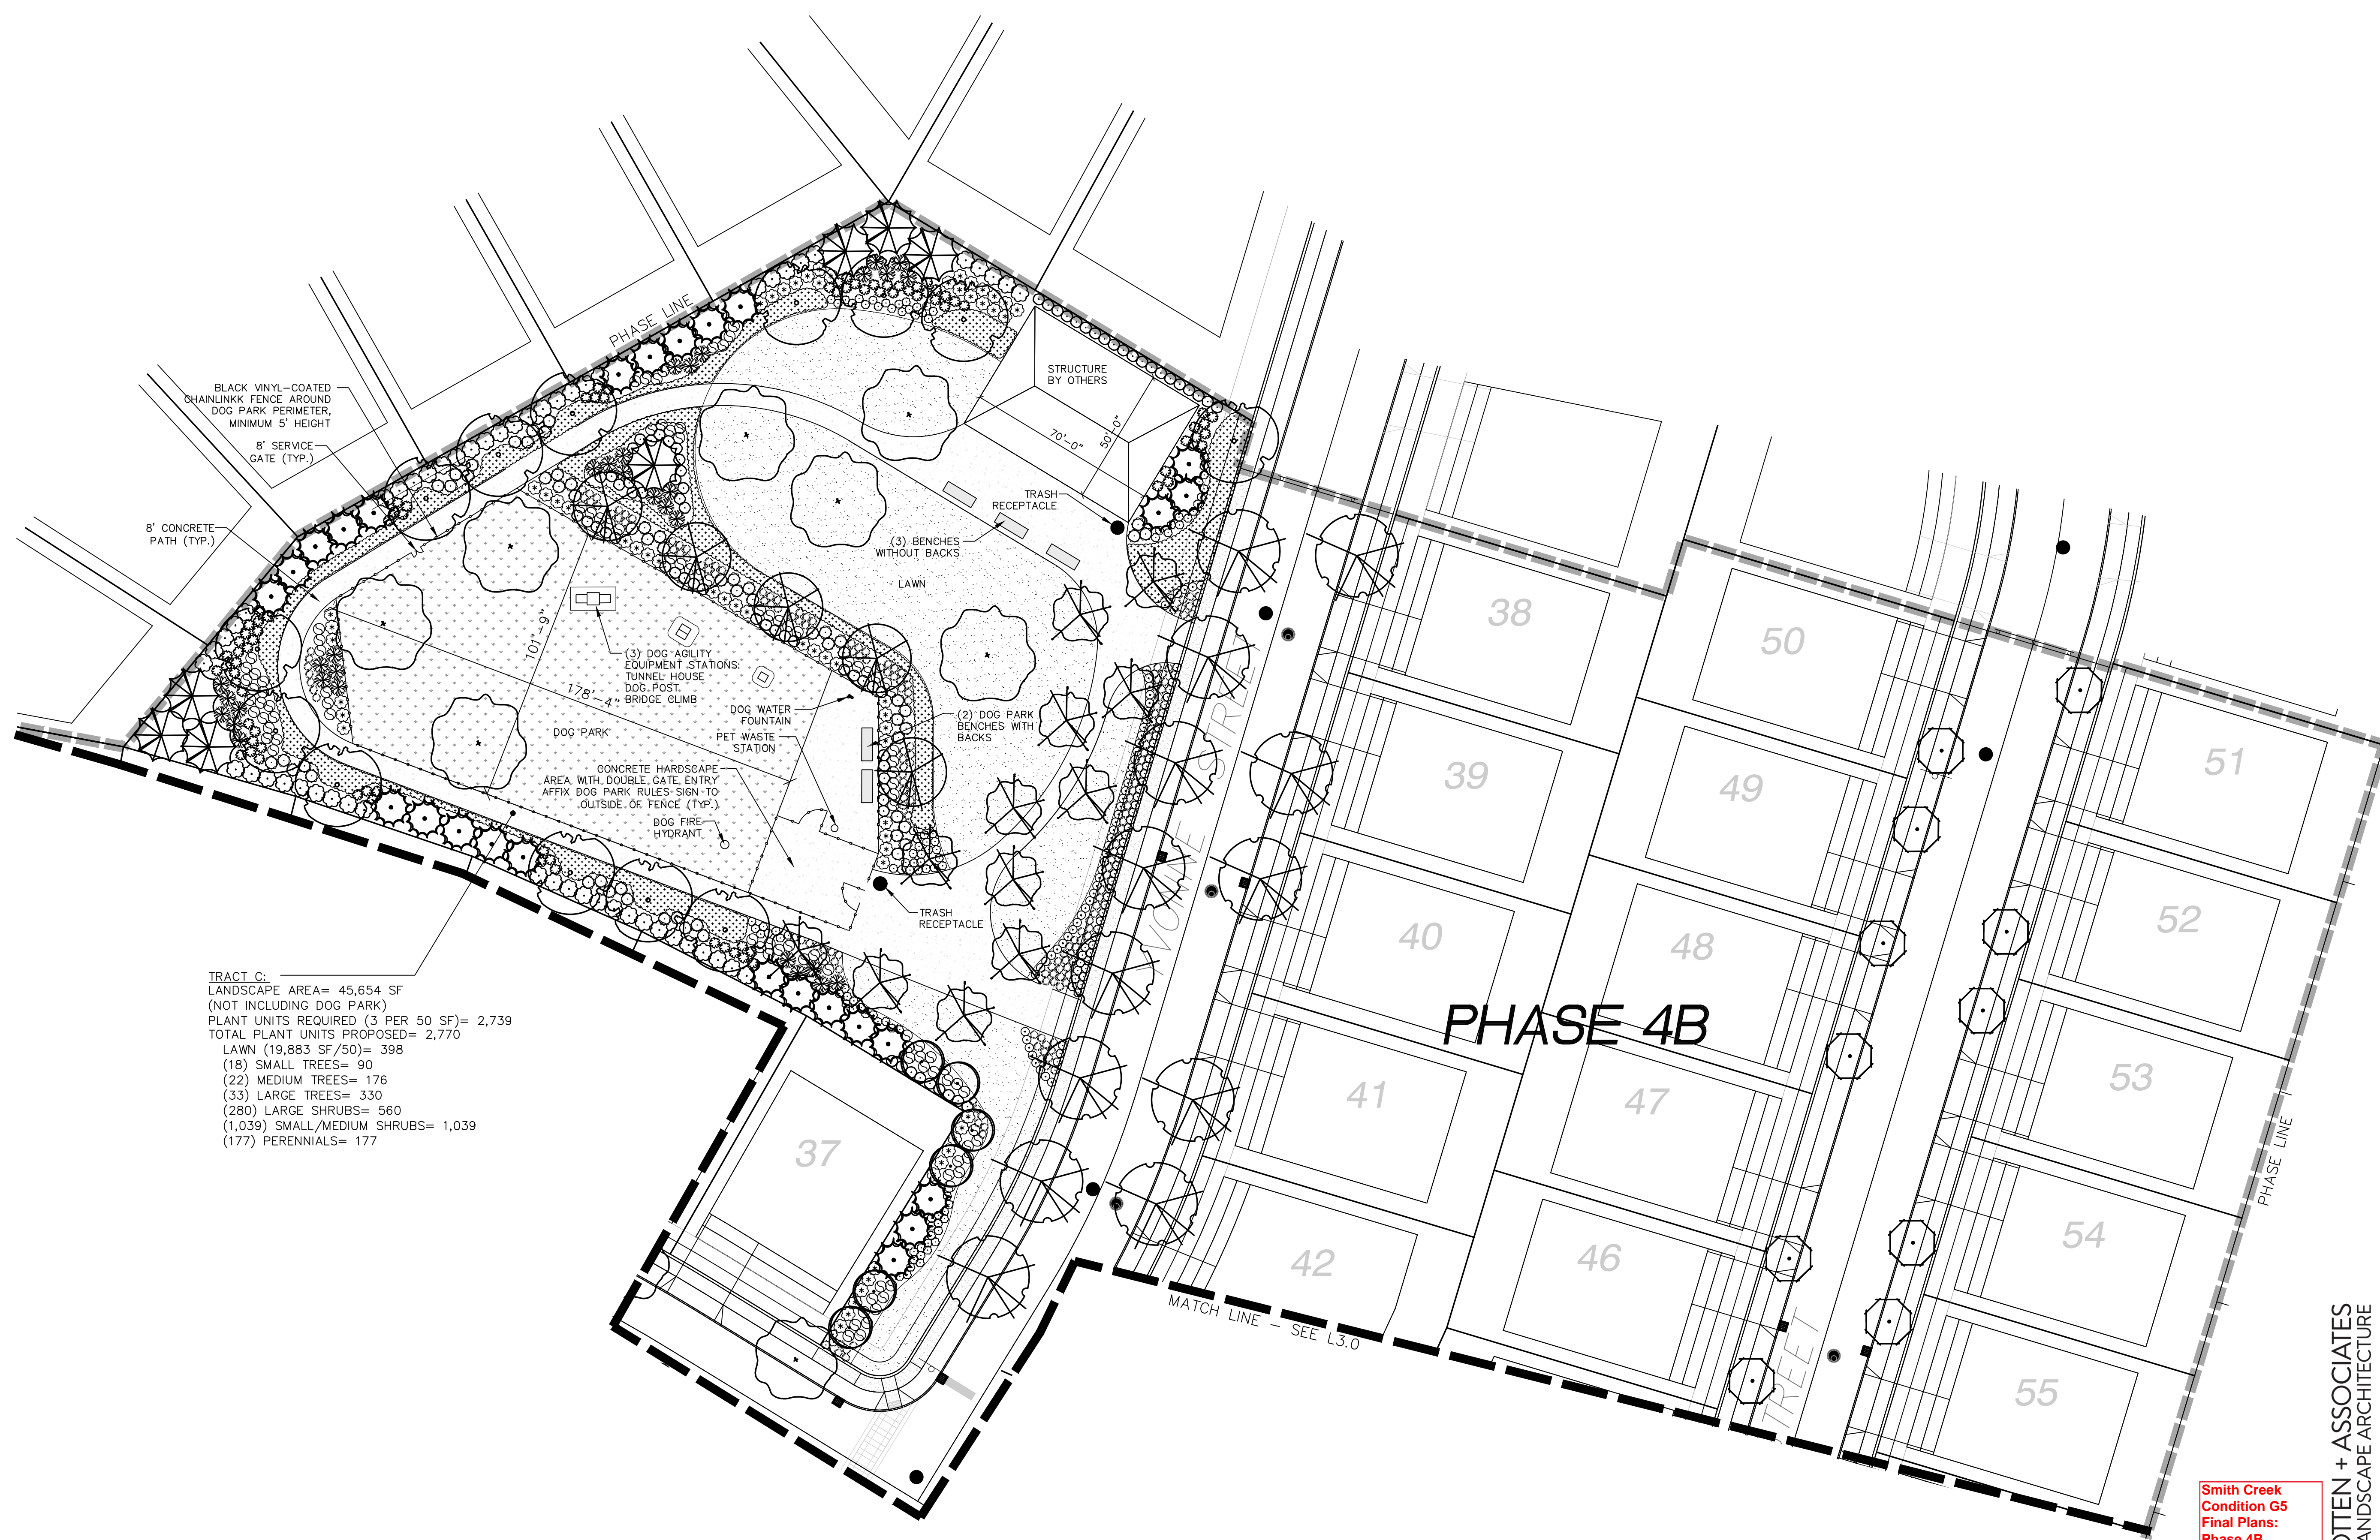 PHASE LINE
BLACK VINYL-COATED
CHAINLINKK FENCE AROUND
DOG PARK PERIMETER,
MINIMUM 5' HEIGHT
8' SERVICE
GATE (TYP.)
8' CONCRETE
PATH (TYP.)
STRUCTURE
BY OTHERS
70'-0"
50'-0"
TRASH
RECEPTACLE
(3) BENCHES
WITHOUT BACKS
LAWN
101'-9"
178'-4"
(3) DOG AGILITY
EQUIPMENT STATIONS:
TUNNEL HOUSE
DOG POST
BRIDGE CLIMB
DOG WATER
FOUNTAIN
(2) DOG PARK
BENCHES WITH
BACKS
PET WASTE
STATION
DOG PARK
CONCRETE HARDSCAPE
AREA WITH DOUBLE GATE ENTRY
AFFIX DOG PARK RULES SIGN TO
OUTSIDE OF FENCE (TYP.)
DOG FIRE
HYDRANT
TRASH
RECEPTACLE
TRACT C:
LANDSCAPE AREA= 45,654 SF
(NOT INCLUDING DOG PARK)
PLANT UNITS REQUIRED (3 PER 50 SF)= 2,739
TOTAL PLANT UNITS PROPOSED= 2,770
LAWN (19,883 SF/50)= 398
(18) SMALL TREES= 90
(22) MEDIUM TREES= 176
(33) LARGE TREES= 330
(280) LARGE SHRUBS= 560
(1,039) SMALL/MEDIUM SHRUBS= 1,039
(177) PERENNIALS= 177
YVONNE STREET
38
50
51
39
49
52
40
48
PHASE 4B
53
41
47
54
37
42
46
55
MATCH LINE - SEE L3.0
STREET
PHASE LINE
OTTEN + ASSOCIATES
LANDSCAPE ARCHITECTURE
Smith Creek
Condition G5
Final Plans:
Phase 4B